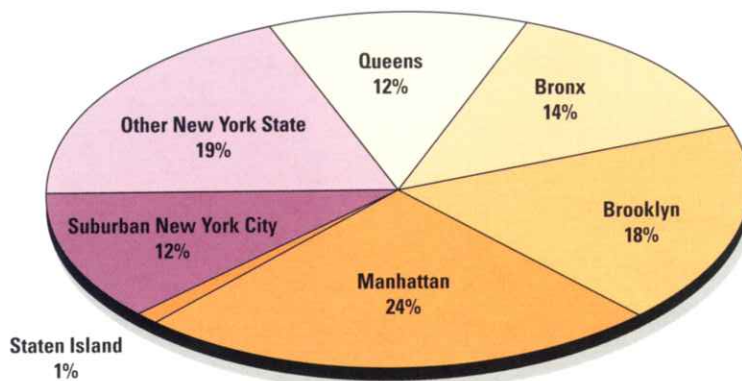 Queens
12%
Bronx
14%
Other New York State
19%
Brooklyn
18%
Suburban New York City
12%
Manhattan
24%
Staten Island
1%